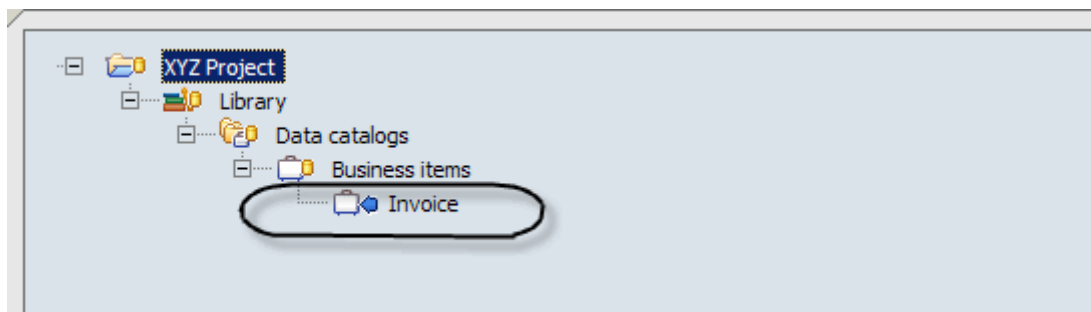 XYZ Project
Library
Data catalogs
Business items
Invoice